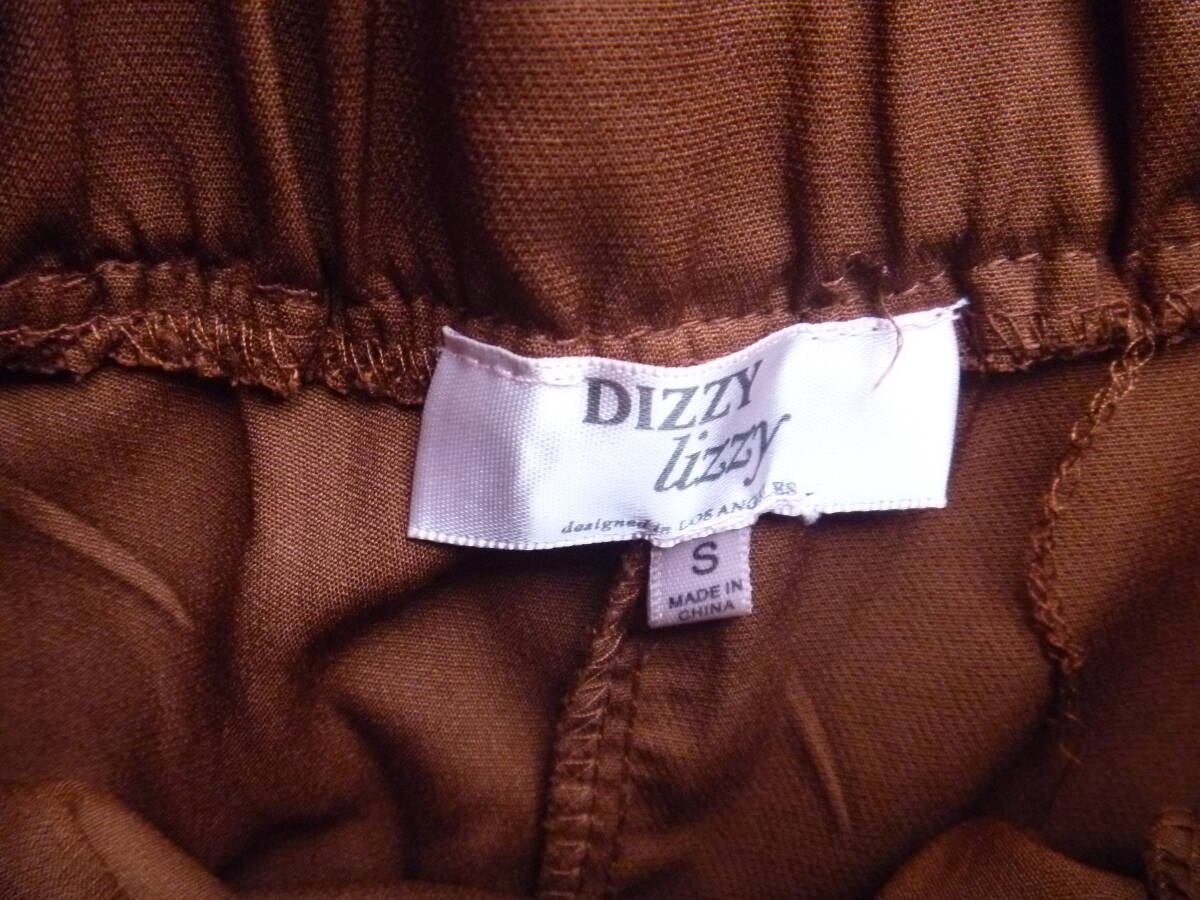 DIZZY
lizzy
designed in LOS ANGELES
S
MADE IN
CHINA